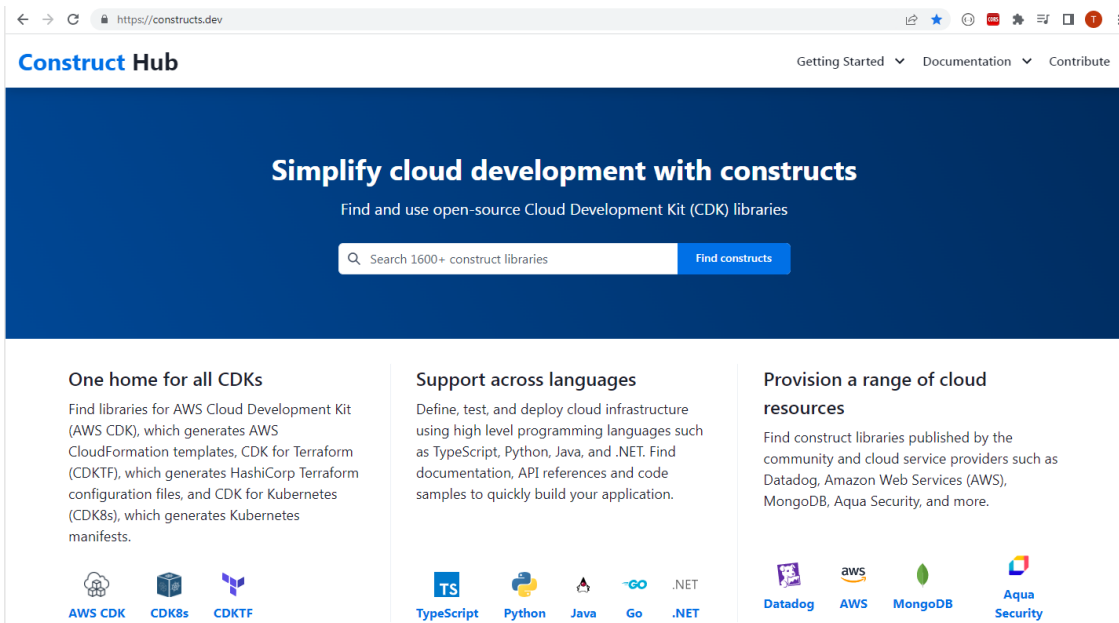 https://constructs.dev
CORS
T
Construct Hub
Getting Started
Documentation
Contribute
Simplify cloud development with constructs
Find and use open-source Cloud Development Kit (CDK) libraries
Search 1600+ construct libraries
Find constructs
One home for all CDKs
Find libraries for AWS Cloud Development Kit
(AWS CDK), which generates AWS
CloudFormation templates, CDK for Terraform
(CDKTF), which generates HashiCorp Terraform
configuration files, and CDK for Kubernetes
(CDK8s), which generates Kubernetes
manifests.
AWS CDK
CDK8s
CDKTF
Support across languages
Define, test, and deploy cloud infrastructure
using high level programming languages such
as TypeScript, Python, Java, and .NET. Find
documentation, API references and code
samples to quickly build your application.
TS
GO
.NET
TypeScript
Python
Java
Go
.NET
Provision a range of cloud
resources
Find construct libraries published by the
community and cloud service providers such as
Datadog, Amazon Web Services (AWS),
MongoDB, Aqua Security, and more.
aws
Datadog
AWS
MongoDB
Aqua
Security